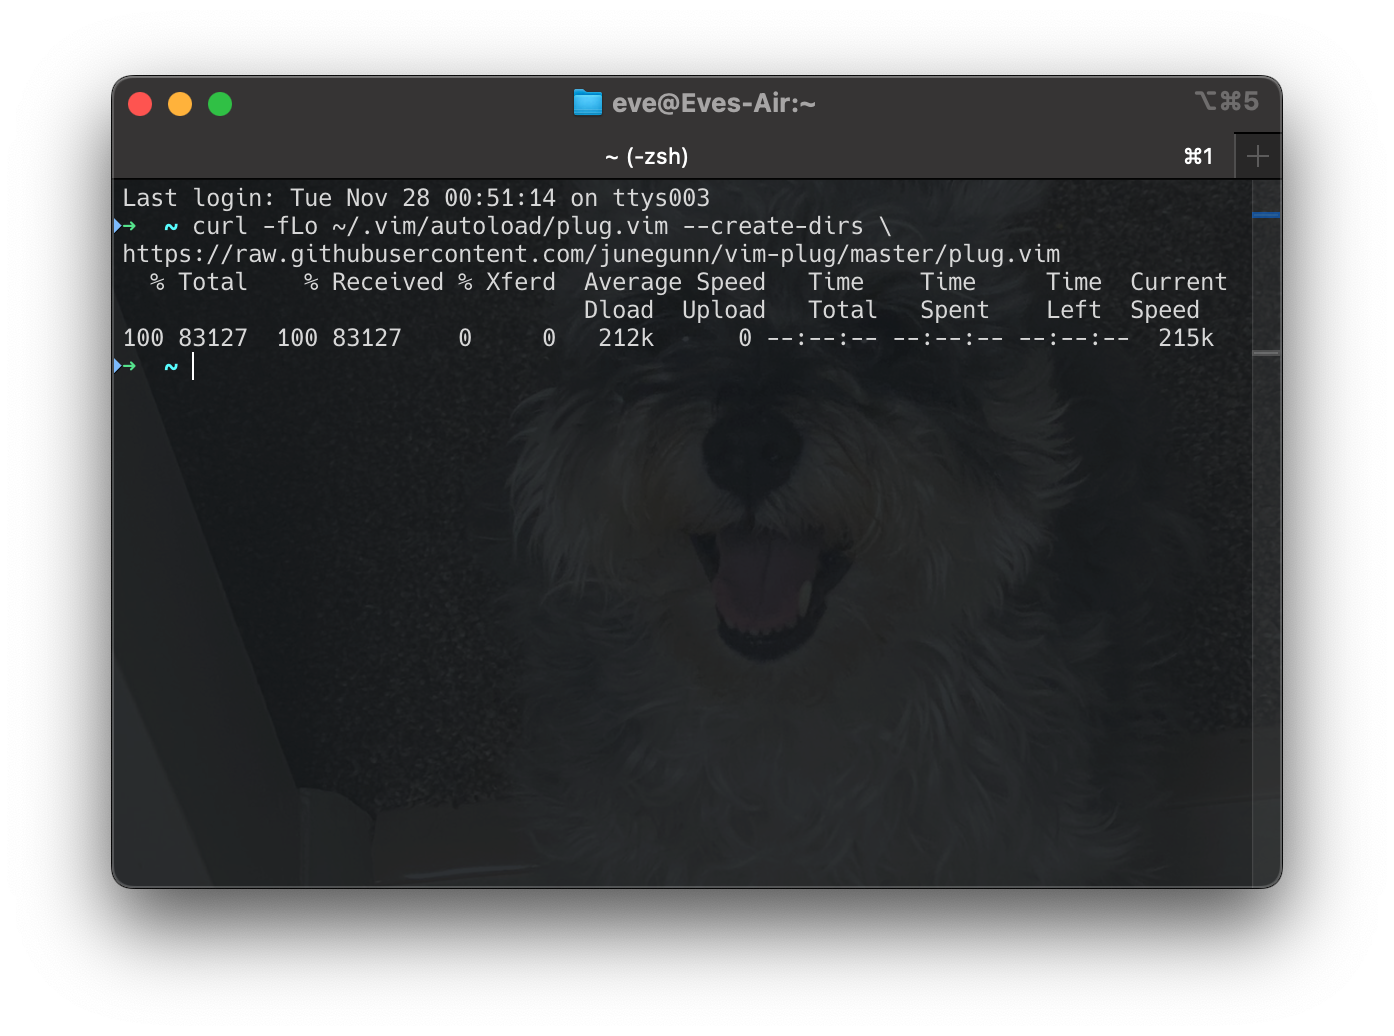 eve@Eves-Air:~
⌥⌘5
~ (-zsh)
⌘1
Last login: Tue Nov 28 00:51:14 on ttys003
➜  ~ curl -fLo ~/.vim/autoload/plug.vim --create-dirs \
https://raw.githubusercontent.com/junegunn/vim-plug/master/plug.vim
  % Total    % Received % Xferd  Average Speed   Time    Time     Time  Current
                                 Dload  Upload   Total   Spent    Left  Speed
100 83127  100 83127    0     0   212k      0 --:--:-- --:--:-- --:--:--  215k
➜  ~